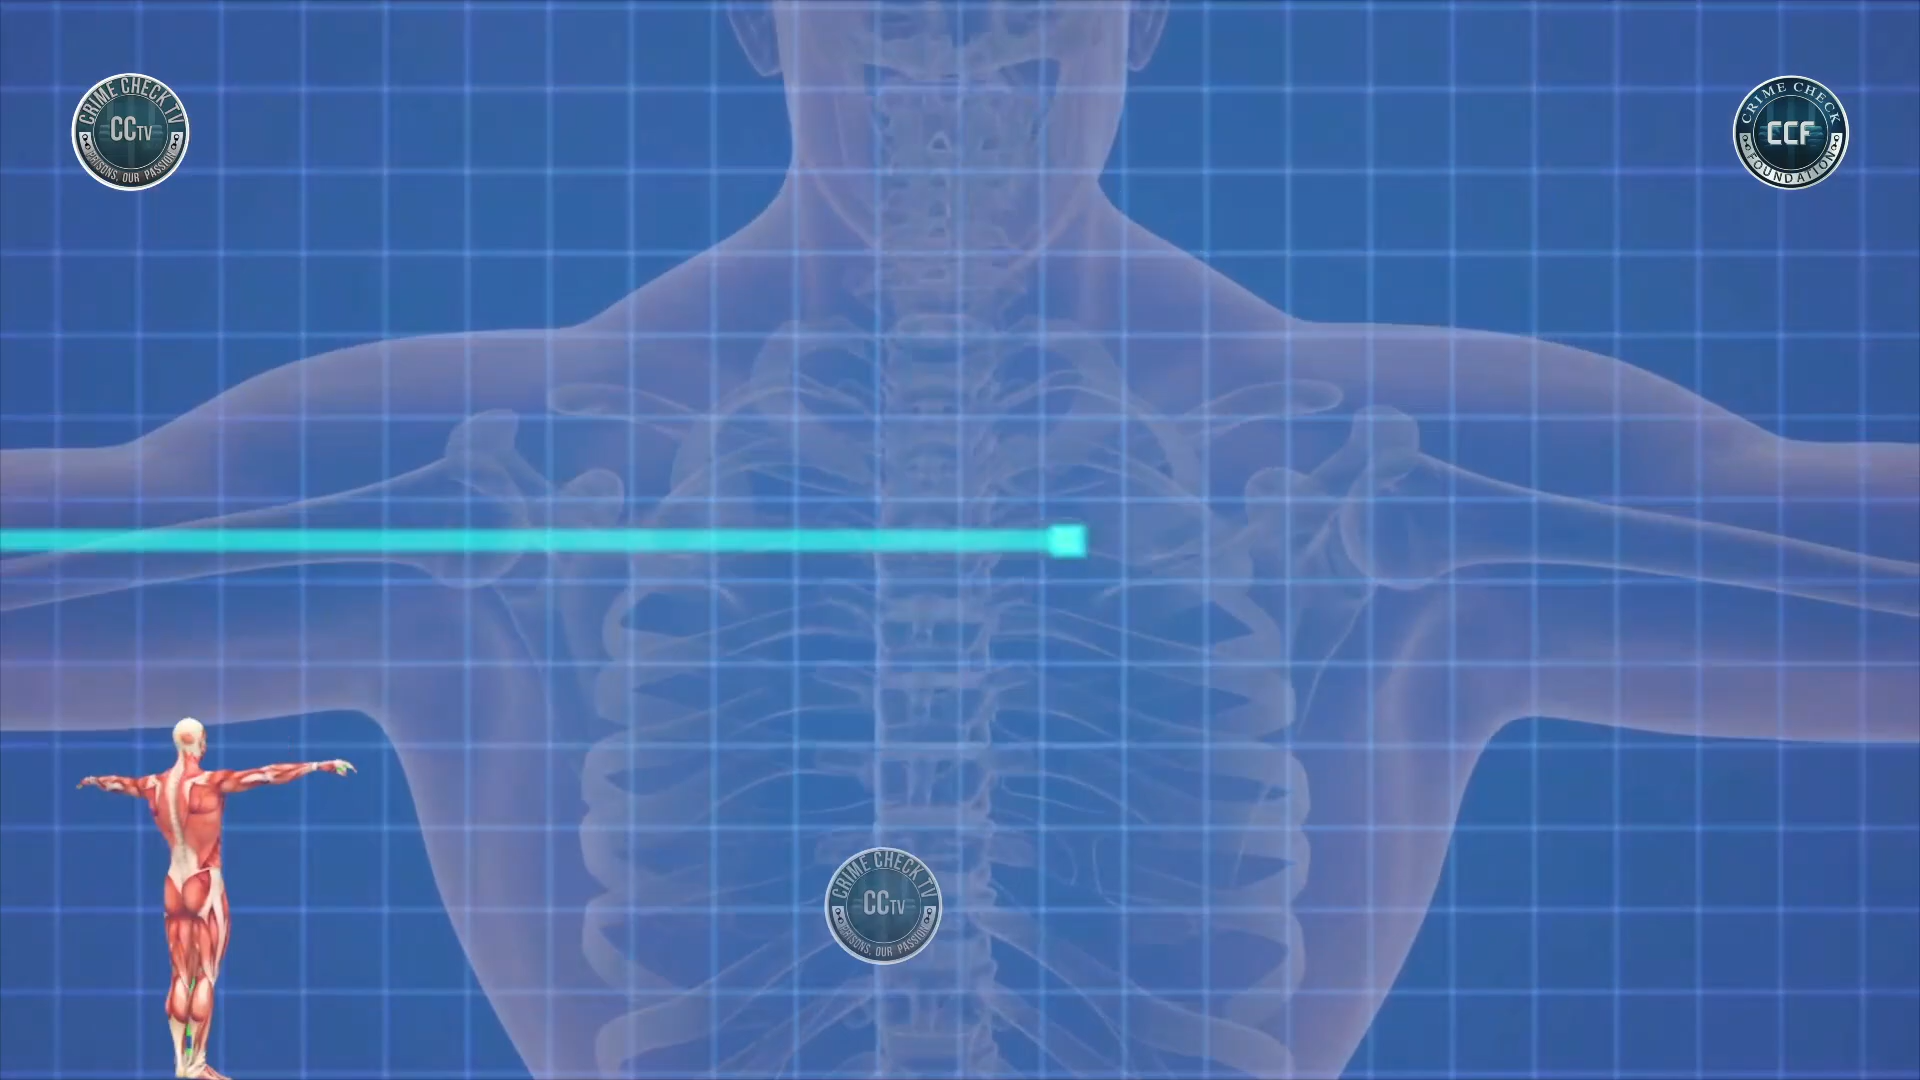 CRIME CHECK TV
CCTV
PRISONS, OUR PASSION
CRIME CHECK
CCF
FOUNDATION
CRIME CHECK TV
CCTV
PRISONS, OUR PASSION